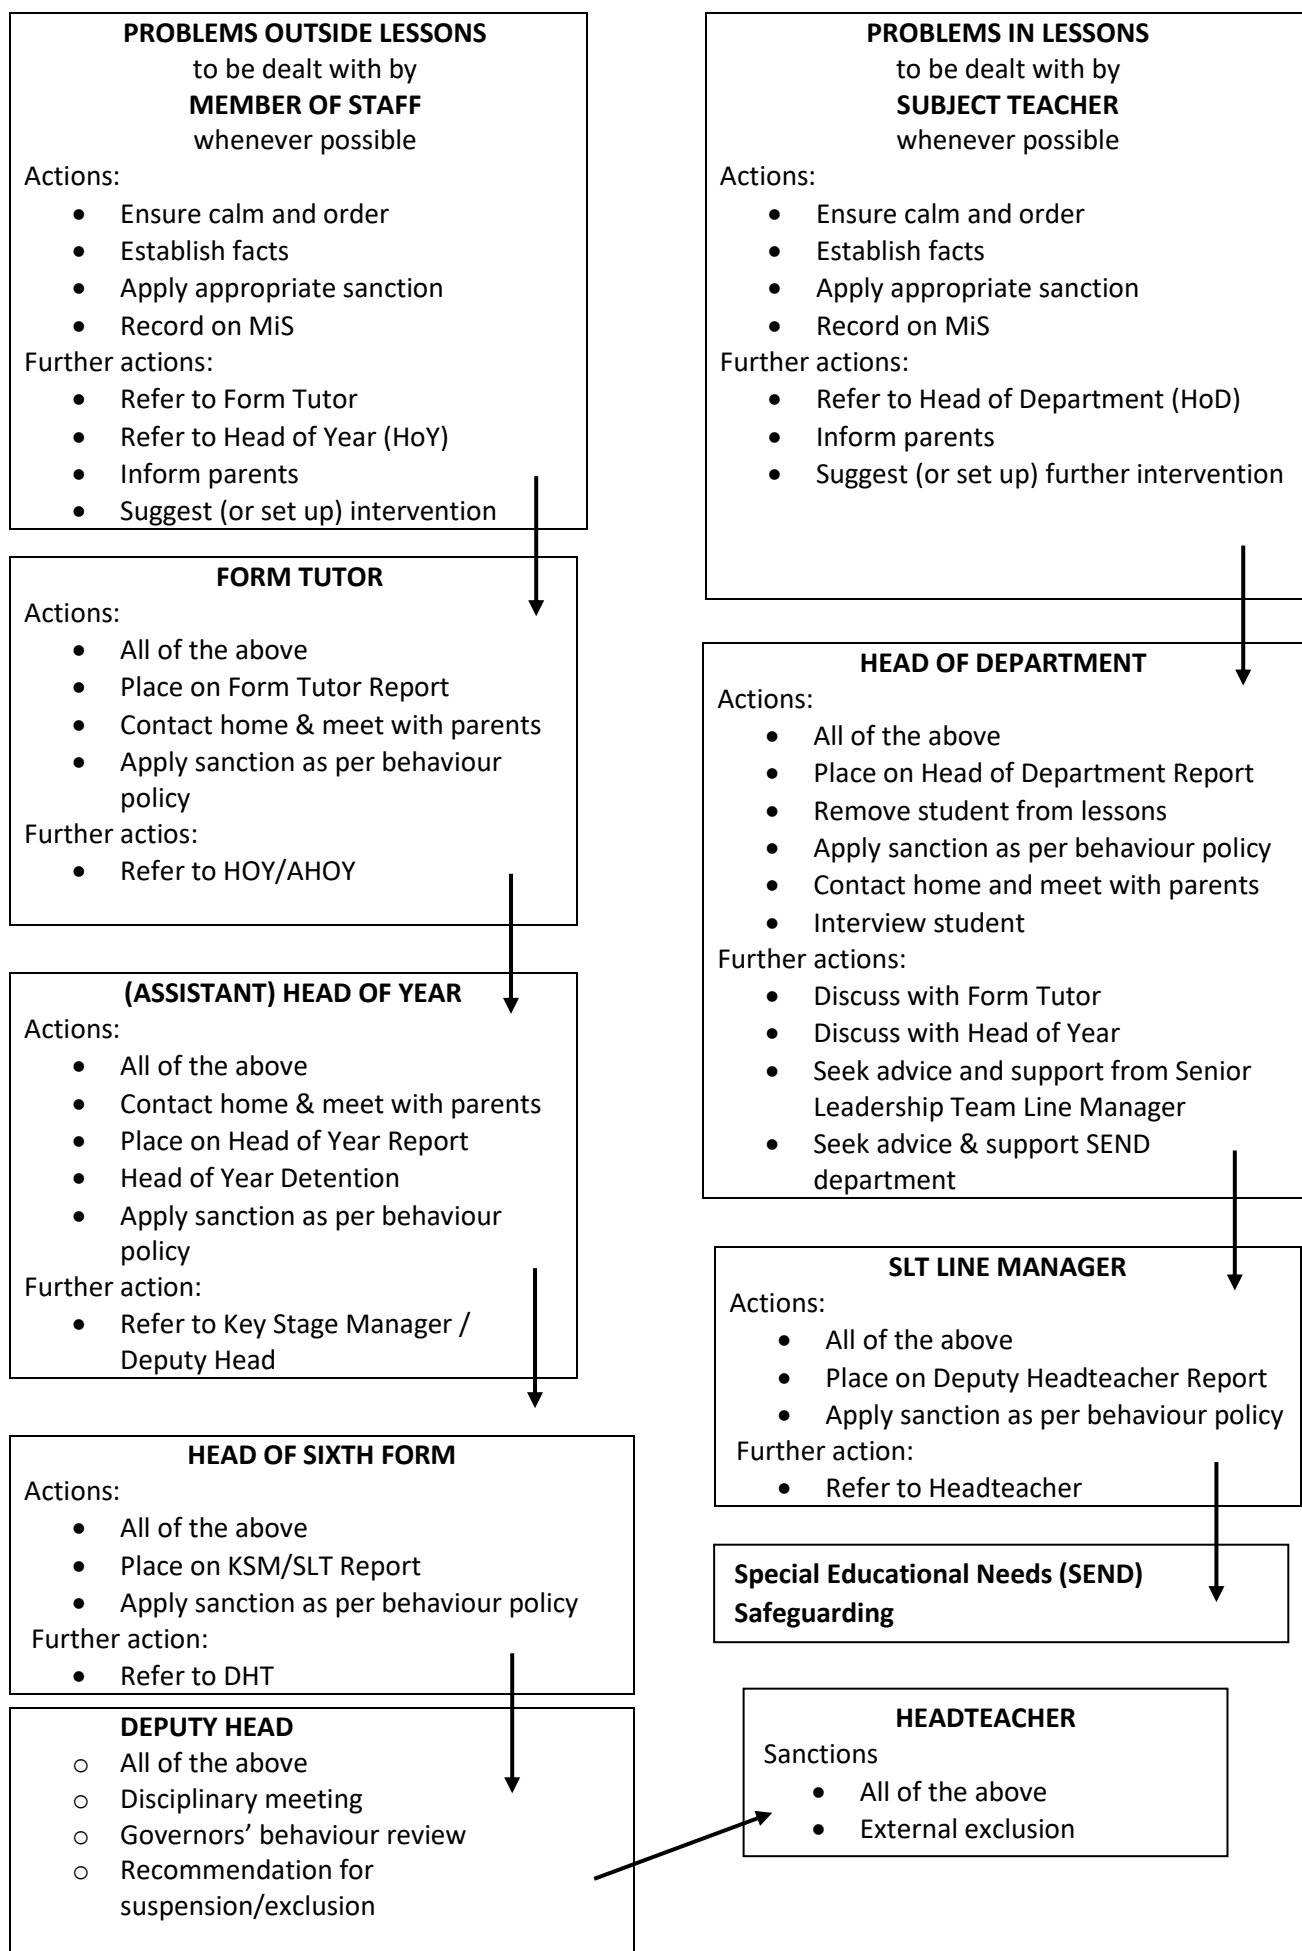 PROBLEMS OUTSIDE LESSONS
to be dealt with by
MEMBER OF STAFF
whenever possible
Actions:
• Ensure calm and order
• Establish facts
• Apply appropriate sanction
• Record on MiS
Further actions:
• Refer to Form Tutor
• Refer to Head of Year (HoY)
• Inform parents
• Suggest (or set up) intervention
FORM TUTOR
Actions:
• All of the above
• Place on Form Tutor Report
• Contact home & meet with parents
• Apply sanction as per behaviour
policy
Further actios:
• Refer to HOY/AHOY
(ASSISTANT) HEAD OF YEAR
Actions:
• All of the above
• Contact home & meet with parents
• Place on Head of Year Report
• Head of Year Detention
• Apply sanction as per behaviour
policy
Further action:
• Refer to Key Stage Manager /
Deputy Head
HEAD OF SIXTH FORM
Actions:
• All of the above
• Place on KSM/SLT Report
• Apply sanction as per behaviour policy
Further action:
• Refer to DHT
DEPUTY HEAD
o All of the above
o Disciplinary meeting
o Governors’ behaviour review
o Recommendation for
suspension/exclusion
PROBLEMS IN LESSONS
to be dealt with by
SUBJECT TEACHER
whenever possible
Actions:
• Ensure calm and order
• Establish facts
• Apply appropriate sanction
• Record on MiS
Further actions:
• Refer to Head of Department (HoD)
• Inform parents
• Suggest (or set up) further intervention
HEAD OF DEPARTMENT
Actions:
• All of the above
• Place on Head of Department Report
• Remove student from lessons
• Apply sanction as per behaviour policy
• Contact home and meet with parents
• Interview student
Further actions:
• Discuss with Form Tutor
• Discuss with Head of Year
• Seek advice and support from Senior
Leadership Team Line Manager
• Seek advice & support SEND
department
SLT LINE MANAGER
Actions:
• All of the above
• Place on Deputy Headteacher Report
• Apply sanction as per behaviour policy
Further action:
• Refer to Headteacher
Special Educational Needs (SEND)
Safeguarding
HEADTEACHER
Sanctions
• All of the above
• External exclusion